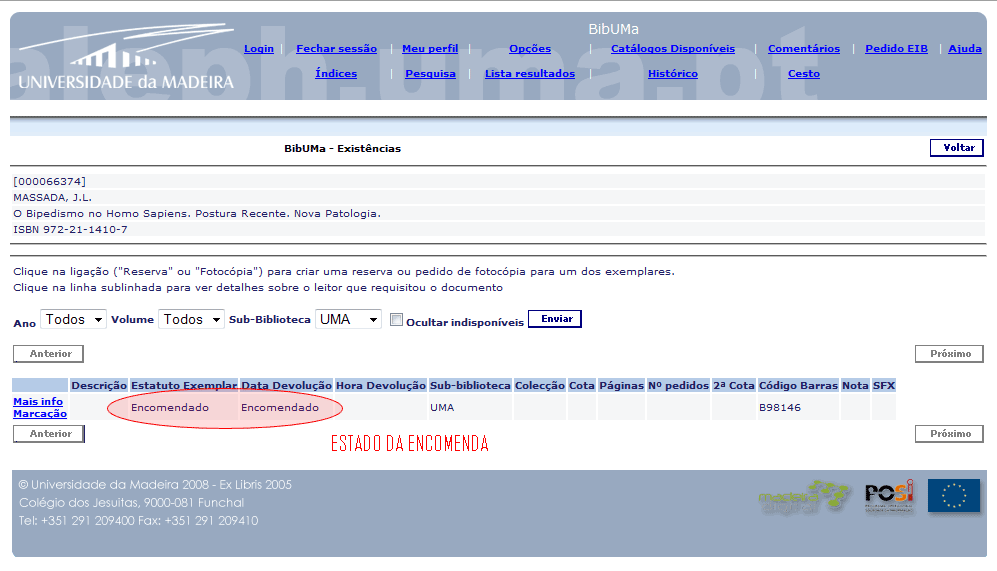 aleph.uma.pt
UNIVERSIDADE da MADEIRA
BibUMa
Login | Fechar sessão | Meu perfil | Opções | Catálogos Disponíveis | Comentários | Pedido EIB | Ajuda
Índices | Pesquisa | Lista resultados | Histórico | Cesto
BibUMa - Existências
Voltar
[000066374]
MASSADA, J.L.
O Bipedismo no Homo Sapiens. Postura Recente. Nova Patologia.
ISBN 972-21-1410-7
Clique na ligação ("Reserva" ou "Fotocópia") para criar uma reserva ou pedido de fotocópia para um dos exemplares.
Clique na linha sublinhada para ver detalhes sobre o leitor que requisitou o documento
Ano Todos Volume Todos Sub-Biblioteca UMA Ocultar indisponíveis Enviar
Anterior Próximo
Descrição Estatuto Exemplar Data Devolução Hora Devolução Sub-biblioteca Colecção Cota Páginas Nº pedidos 2ª Cota Código Barras Nota SFX
Mais info
Marcação Encomendado Encomendado UMA B98146
Anterior Próximo
ESTADO DA ENCOMENDA
© Universidade da Madeira 2008 - Ex Libris 2005
Colégio dos Jesuitas, 9000-081 Funchal
Tel: +351 291 209400 Fax: +351 291 209410
madeira digital
POSI